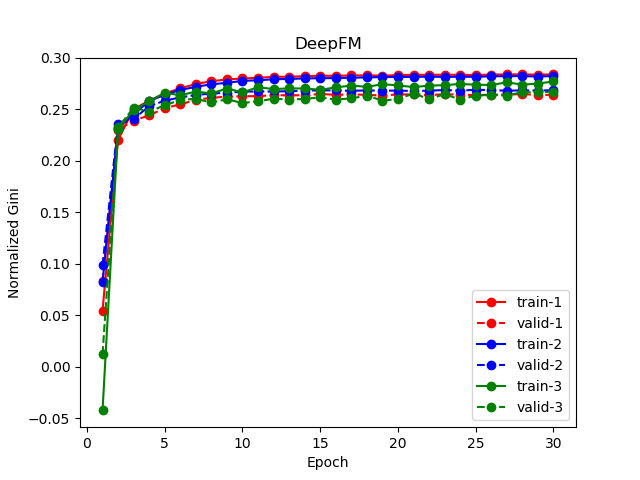 DeepFM
Normalized Gini
0.30
0.25
0.20
0.15
0.10
0.05
0.00
−0.05
0
5
10
15
20
25
30
Epoch
train-1
valid-1
train-2
valid-2
train-3
valid-3